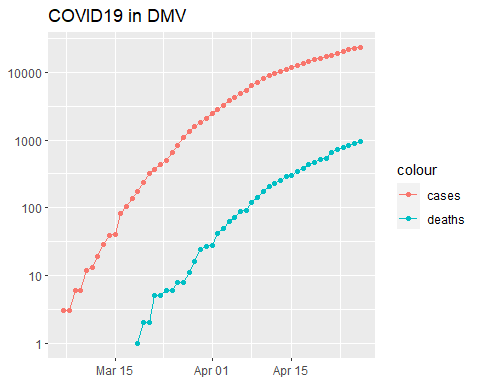 COVID19 in DMV
10000
1000
100
10
1
Mar 15
Apr 01
Apr 15
colour
cases
deaths